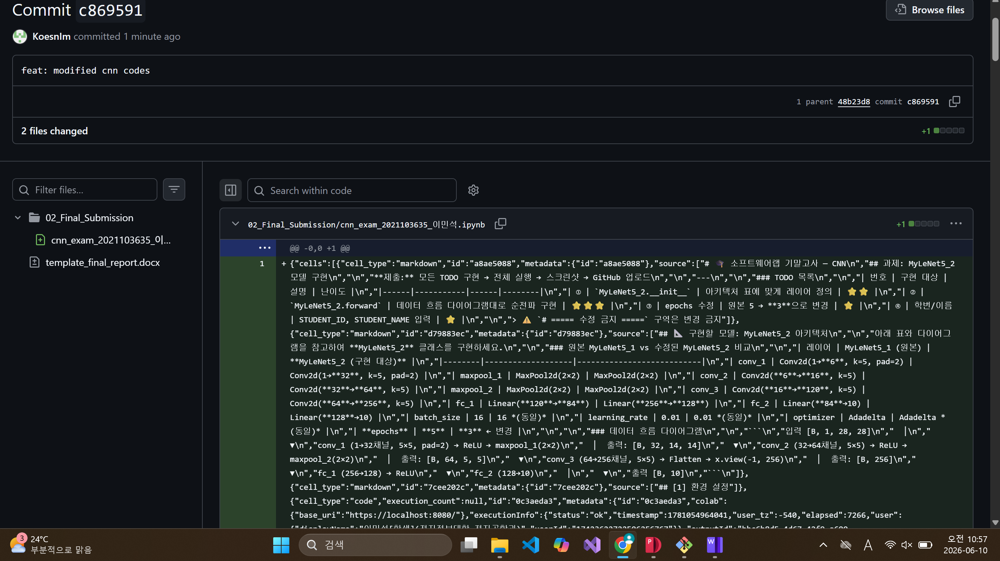 Commit c869591
Browse files
KoesnIm committed 1 minute ago
feat: modified cnn codes
1 parent 48b23d8 commit c869591
2 files changed
+1
Filter files...
Search within code
02_Final_Submission
cnn_exam_2021103635_이|...
template_final_report.docx
02_Final_Submission/cnn_exam_2021103635_이민석.ipynb
+1
@@ -0,0 +1 @@
1
+ {"cells":[{"cell_type":"markdown","id":"a8ae5088","metadata":{"id":"a8ae5088"},"source":["# 🎓 소프트웨어랩 기말고사 — CNN\n","## 과제: MyLeNet5_2
모델 구현\n","\n","**제출:** 모든 TODO 구현 → 전체 실행 → 스크린샷 → GitHub 업로드\n","\n","---\n","\n","### TODO 목록\n","\n","| 번호 | 구현 대상 |
설명 | 난이도 |\n","|------|-----------|------|--------|\n","| ① | `MyLeNet5_2.__init__` | 아키텍처 표에 맞게 레이어 정의 | ⭐⭐ |\n","| ② |
`MyLeNet5_2.forward` | 데이터 흐름 다이어그램대로 순전파 구현 | ⭐⭐⭐ |\n","| ③ | epochs 수정 | 원본 5 → **3**으로 변경 | ⭐ |\n","| ④ | 학번/이름
| STUDENT_ID, STUDENT_NAME 입력 | ⭐ |\n","\n","> ⚠️ `# ===== 수정 금지 =====` 구역은 변경 금지"]},
{"cell_type":"markdown","id":"d79883ec","metadata":{"id":"d79883ec"},"source":["## 📐 구현할 모델: MyLeNet5_2 아키텍처\n","\n","아래 표와 다이어그
램을 참고하여 **MyLeNet5_2** 클래스를 구현하세요.\n","\n","### 원본 MyLeNet5_1 vs 수정된 MyLeNet5_2 비교\n","\n","| 레이어 | MyLeNet5_1 (원본) |
**MyLeNet5_2 (구현 대상)** |\n","|--------|-------------------|---------------------------|\n","| conv_1 | Conv2d(1→**6**, k=5, pad=2) |
Conv2d(1→**32**, k=5, pad=2) |\n","| maxpool_1 | MaxPool2d(2×2) | MaxPool2d(2×2) |\n","| conv_2 | Conv2d(**6**→**16**, k=5) |
Conv2d(**32**→**64**, k=5) |\n","| maxpool_2 | MaxPool2d(2×2) | MaxPool2d(2×2) |\n","| conv_3 | Conv2d(**16**→**120**, k=5) |
Conv2d(**64**→**256**, k=5) |\n","| fc_1 | Linear(**120**→**84**) | Linear(**256**→**128**) |\n","| fc_2 | Linear(**84**→10) |
Linear(**128**→10) |\n","| batch_size | 16 | 16 *(동일)* |\n","| learning_rate | 0.01 | 0.01 *(동일)* |\n","| optimizer | Adadelta | Adadelta *
(동일)* |\n","| **epochs** | **5** | **3** ← 변경 |\n","\n","\n","### 데이터 흐름 다이어그램\n","\n","```\n","입력 [B, 1, 28, 28]\n","  │\n","
▼\n","conv_1 (1→32채널, 5×5, pad=2) → ReLU → maxpool_1(2×2)\n","  │  출력: [B, 32, 14, 14]\n","  ▼\n","conv_2 (32→64채널, 5×5) → ReLU →
maxpool_2(2×2)\n","  │  출력: [B, 64, 5, 5]\n","  ▼\n","conv_3 (64→256채널, 5×5) → Flatten → x.view(-1, 256)\n","  │  출력: [B, 256]\n","
▼\n","fc_1 (256→128) → ReLU\n","  ▼\n","fc_2 (128→10)\n","  │\n","  ▼\n","출력 [B, 10]\n","```\n"]},
{"cell_type":"markdown","id":"7cee202c","metadata":{"id":"7cee202c"},"source":["## [1] 환경 설정"]},
{"cell_type":"code","execution_count":null,"id":"0c3aeda3","metadata":{"id":"0c3aeda3","colab":
{"base_uri":"https://localhost:8080/"},"executionInfo":{"status":"ok","timestamp":1781054964041,"user_tz":-540,"elapsed":7266,"user":
3
24°C
부분적으로 맑음
검색
A
오전 10:57
2026-06-10